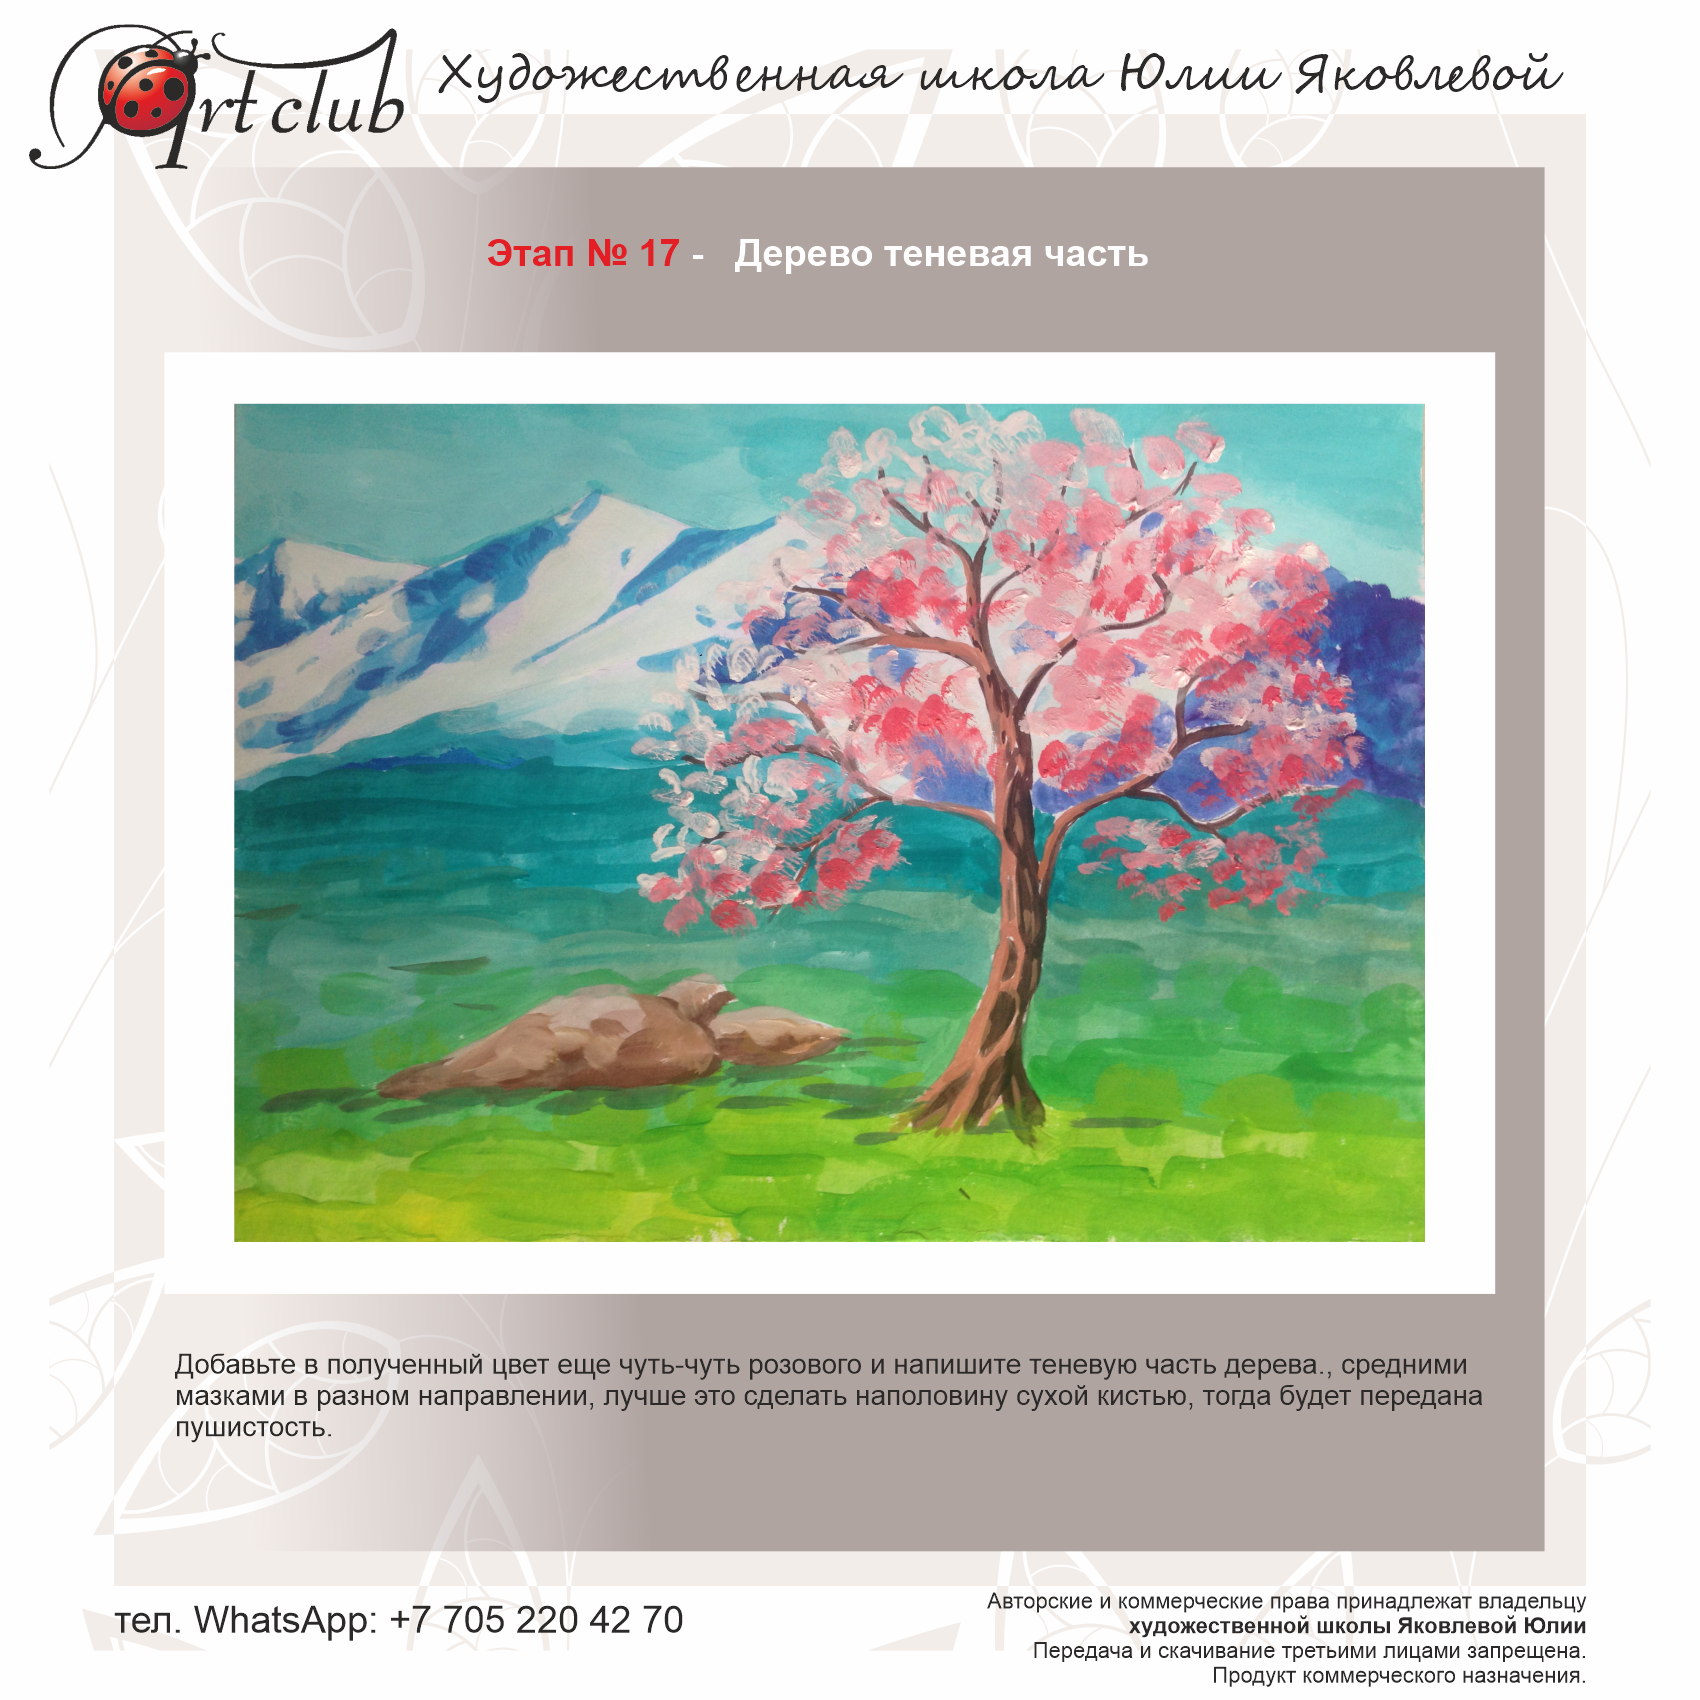 Artclub
Художественная школа Юлии Яковлевой
Этап № 17 - Дерево теневая часть
Добавьте в полученный цвет еще чуть-чуть розового и напишите теневую часть дерева., средними
мазками в разном направлении, лучше это сделать наполовину сухой кистью, тогда будет передана
пушистость.
тел. WhatsApp: +7 705 220 42 70
Авторские и коммерческие права принадлежат владельцу
художественной школы Яковлевой Юлии
Передача и скачивание третьими лицами запрещена.
Продукт коммерческого назначения.